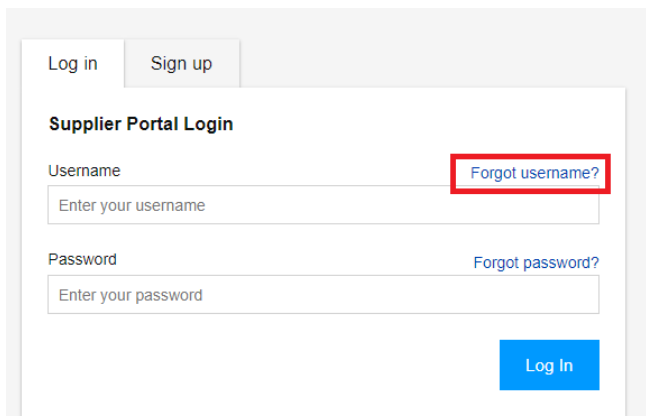 Log in Sign up
Supplier Portal Login
Username Forgot username?
Enter your username
Password Forgot password?
Enter your password
Log In